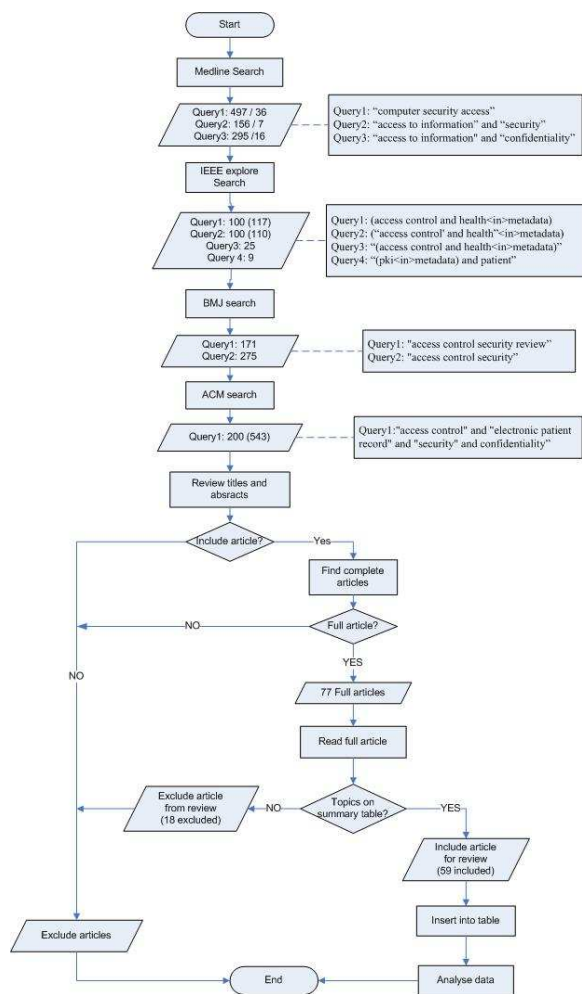 Start
Medline Search
Query1: 497 / 36
Query2: 156 / 7
Query3: 295 /16
Query1: “computer security access”
Query2: “access to information” and “security”
Query3: “access to information" and “confidentiality”
IEEE explore
Search
Query1: 100 (117)
Query2: 100 (110)
Query3: 25
Query 4: 9
Query1: (access control and health<in>metadata)
Query2: (“access control' and health”<in>metadata)
Query3: “(access control and health<in>metadata)”
Query4: “(pki<in>metadata) and patient”
BMJ search
Query1: 171
Query2: 275
Query1: "access control security review”
Query2: "access control security”
ACM search
Query1: 200 (543)
Query1:"access control" and "electronic patient
record" and "security" and confidentiality”
Review titles and
absracts
Include article?
Yes
Find complete
articles
NO
Full article?
NO
YES
77 Full articles
Read full article
Exclude article
from review
(18 excluded)
NO
Topics on
summary table?
YES
Include article
for review
(59 included)
Exclude articles
Insert into table
End
Analyse data